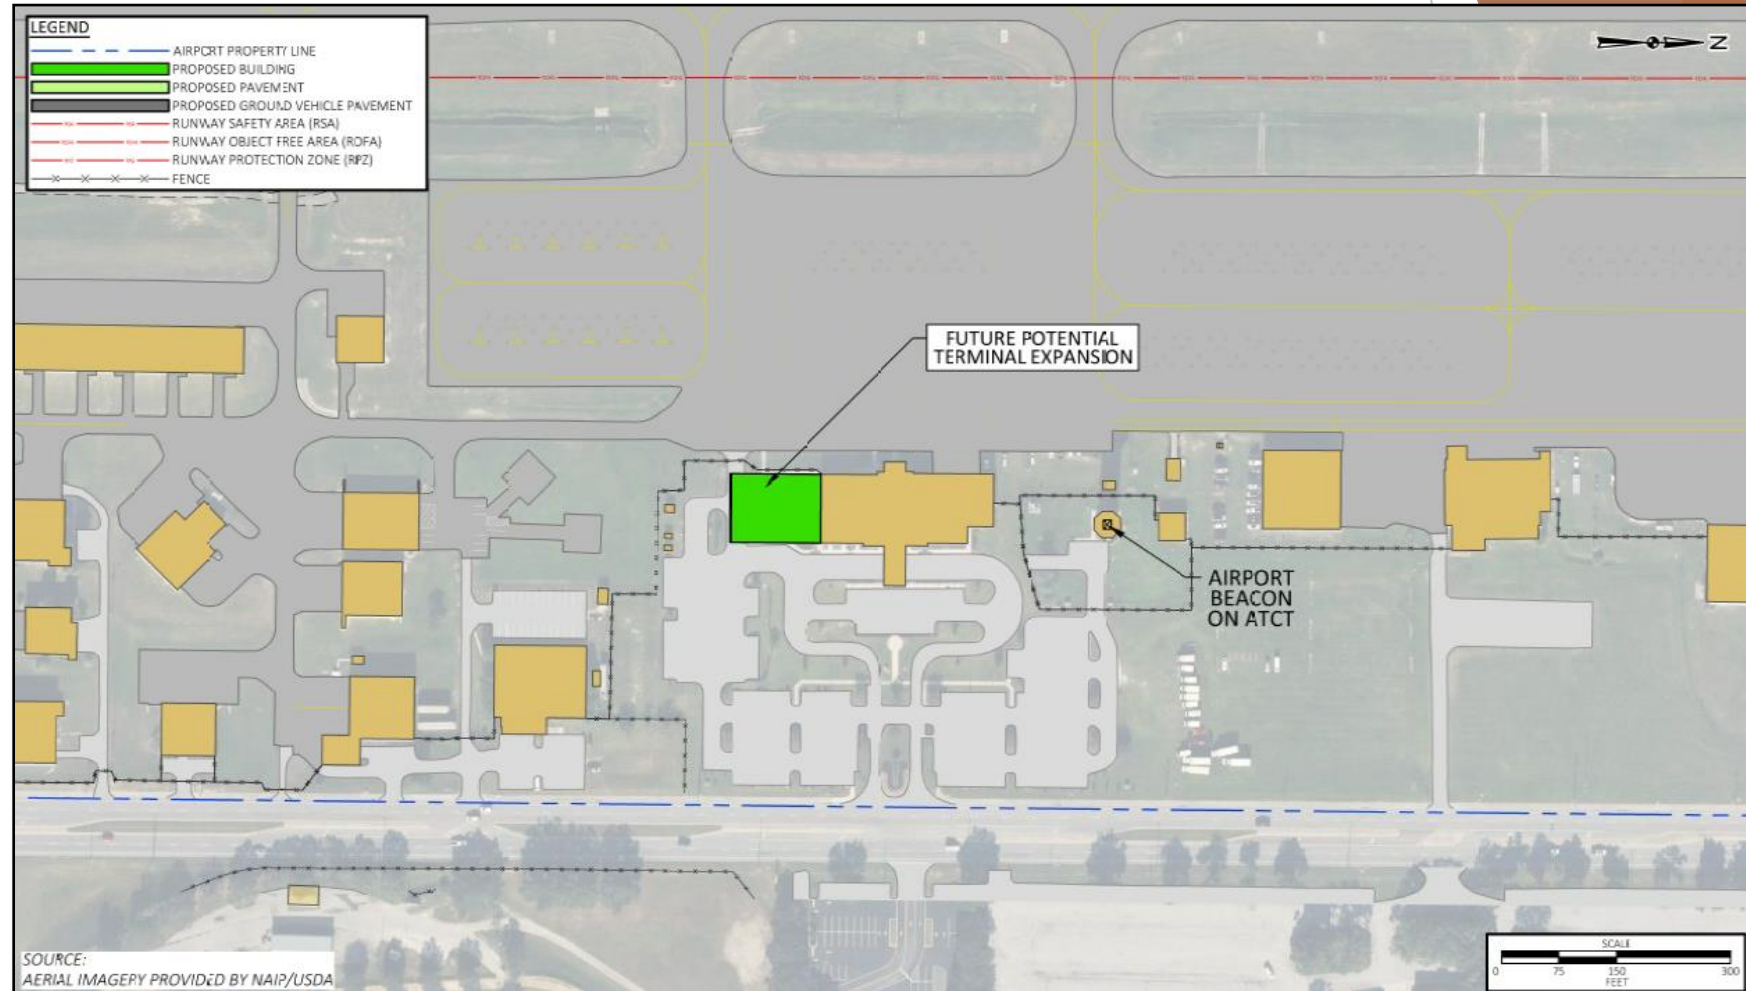 LEGEND
AIRPORT PROPERTY LINE
PROPOSED BUILDING
PROPOSED PAVEMENT
PROPOSED GROUND VEHICLE PAVEMENT
RUNWAY SAFETY AREA (RSA)
RUNWAY OBJECT FREE AREA (ROFA)
RUNWAY PROTECTION ZONE (RPZ)
FENCE
N
FUTURE POTENTIAL
TERMINAL EXPANSION
AIRPORT
BEACON
ON ATCT
SOURCE:
AERIAL IMAGERY PROVIDED BY NAIP/USDA
SCALE
0 75 150 300
FEET